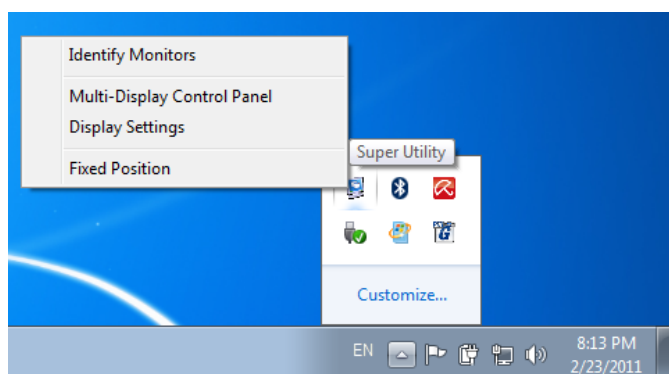 Identify Monitors
Multi-Display Control Panel
Display Settings
Fixed Position
Super Utility
G
Customize...
EN
8:13 PM
2/23/2011